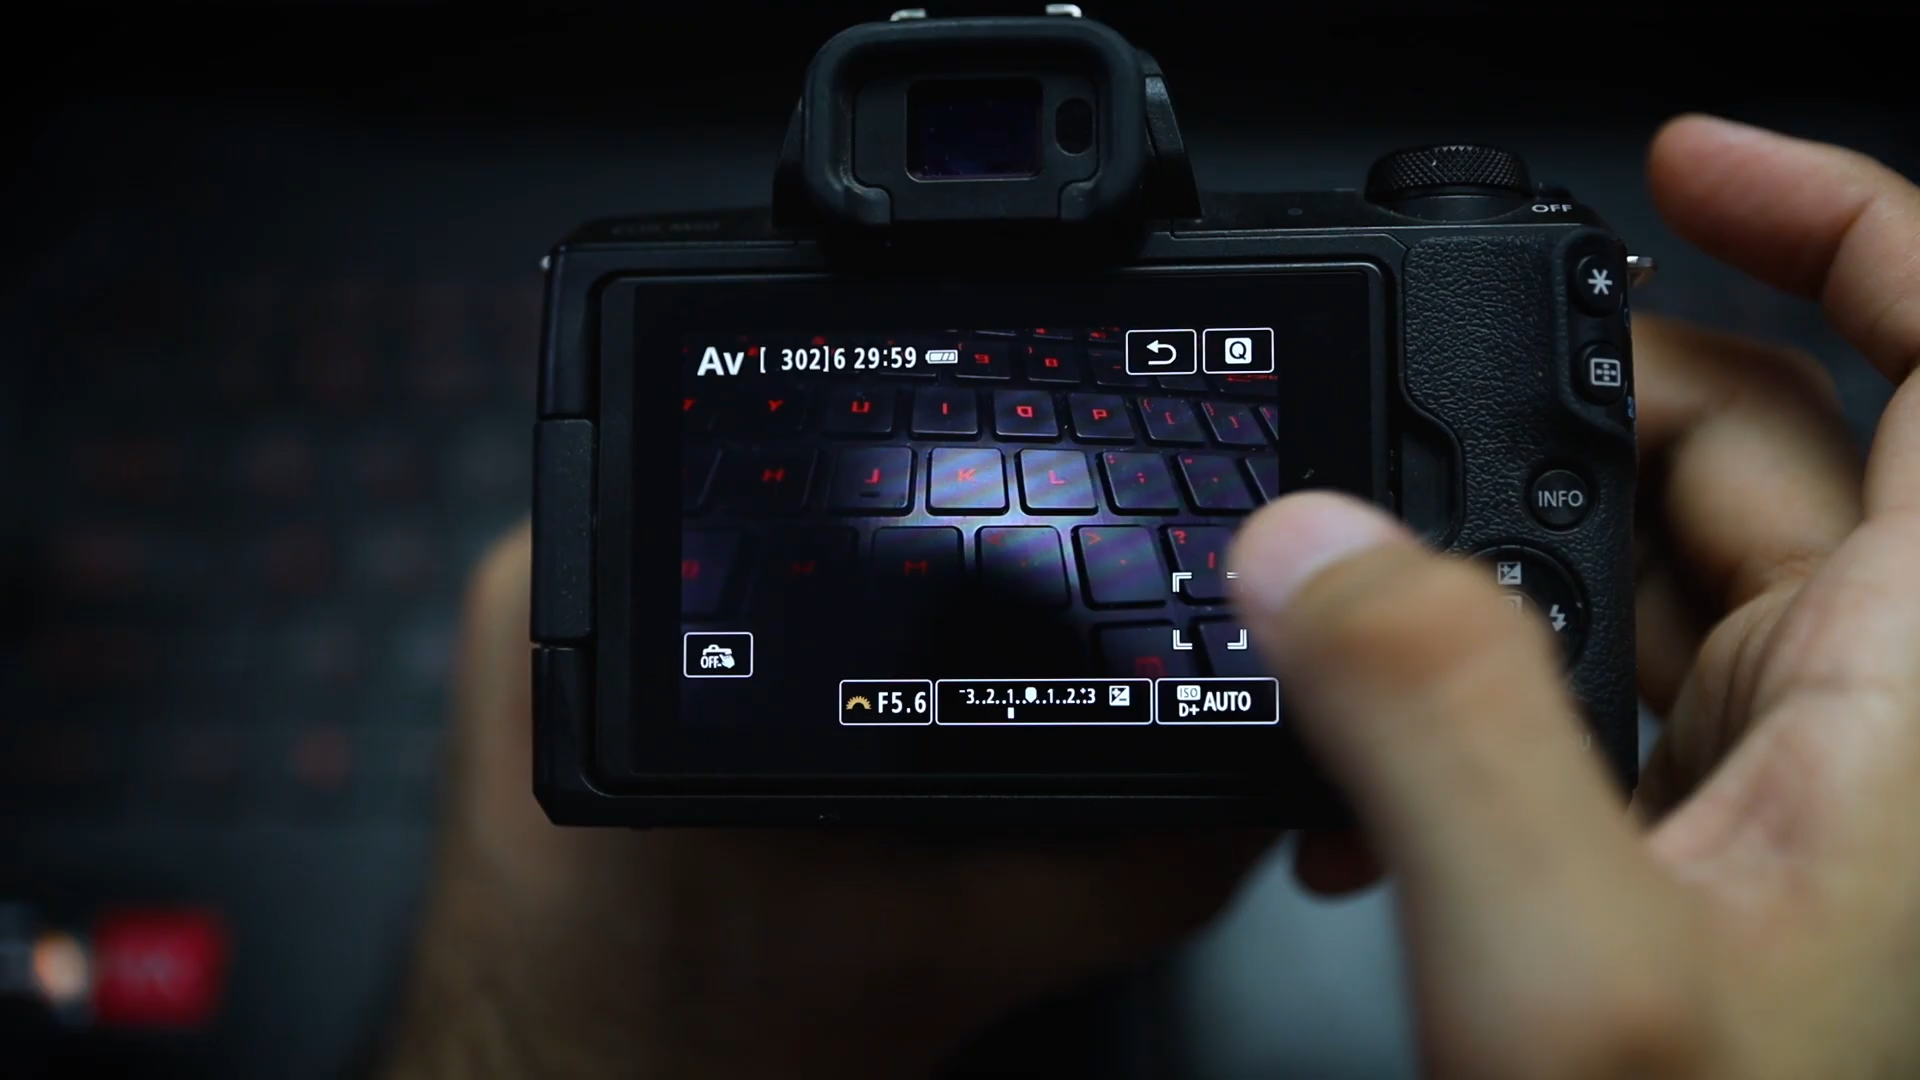 OFF
Av [ 302]6 29:59
Q
Y U I O P [ ] }
H J K L ; : ' "
INFO
M < > . ?
OFF
F5.6 -3..2..1..0..1..2..+3 ISO D+ AUTO